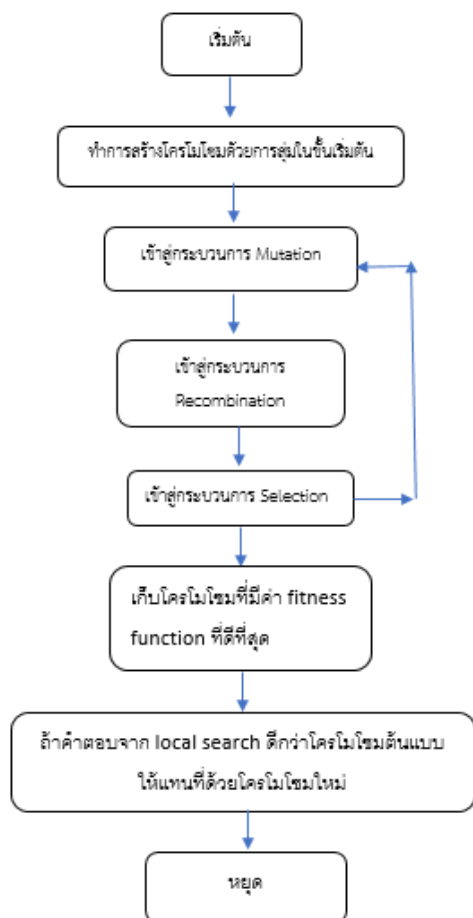 เริ่มต้น
ทำการสร้างโครโมโซมด้วยการสุ่มในขั้นเริ่มต้น
เข้าสู่กระบวนการ Mutation
เข้าสู่กระบวนการ
Recombination
เข้าสู่กระบวนการ Selection
เก็บโครโมโซมที่มีค่า fitness
function ที่ดีที่สุด
ถ้าคำตอบจาก local search ดีกว่าโครโมโซมต้นแบบ
ให้แทนที่ด้วยโครโมโซมใหม่
หยุด